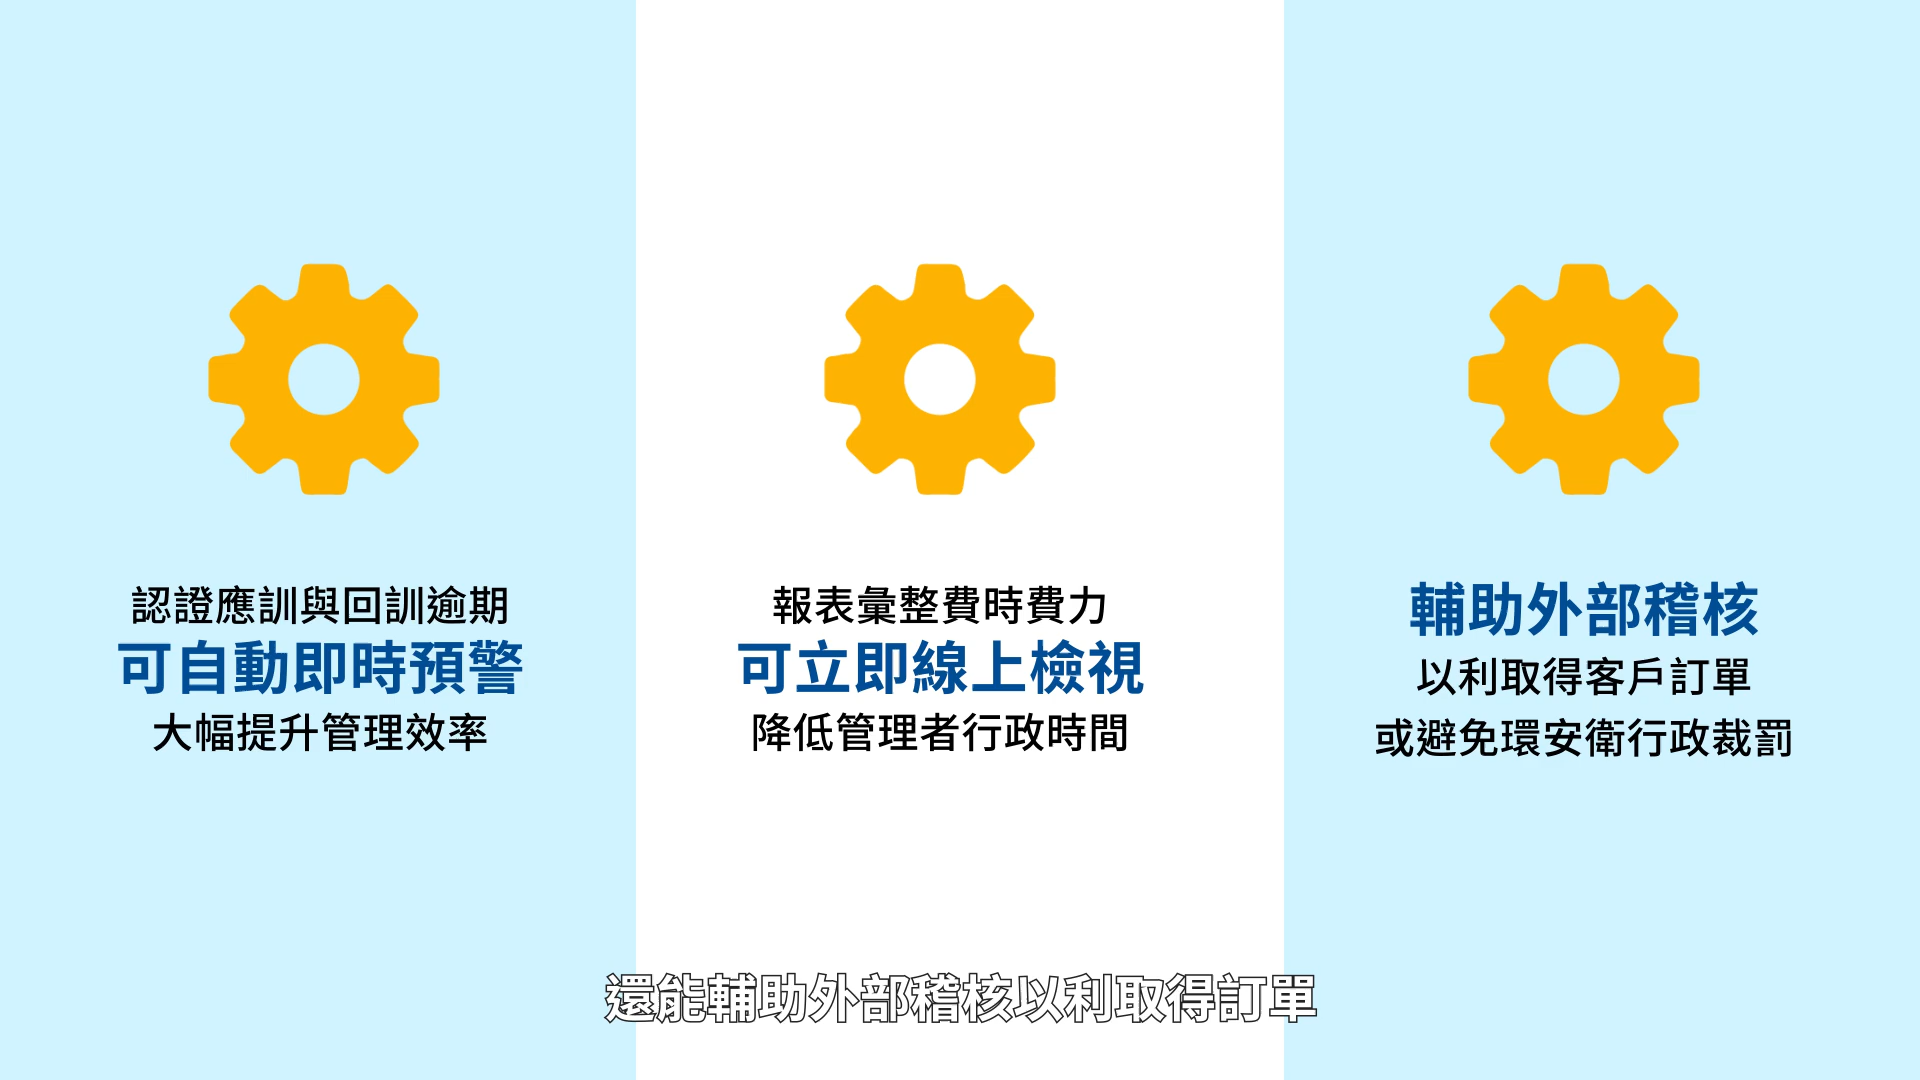 認證應訓與回訓逾期
可自動即時預警
大幅提升管理效率
報表彙整費時費力
可立即線上檢視
降低管理者行政時間
輔助外部稽核
以利取得客戶訂單
或避免環安衛行政裁罰
還能輔助外部稽核以利取得訂單